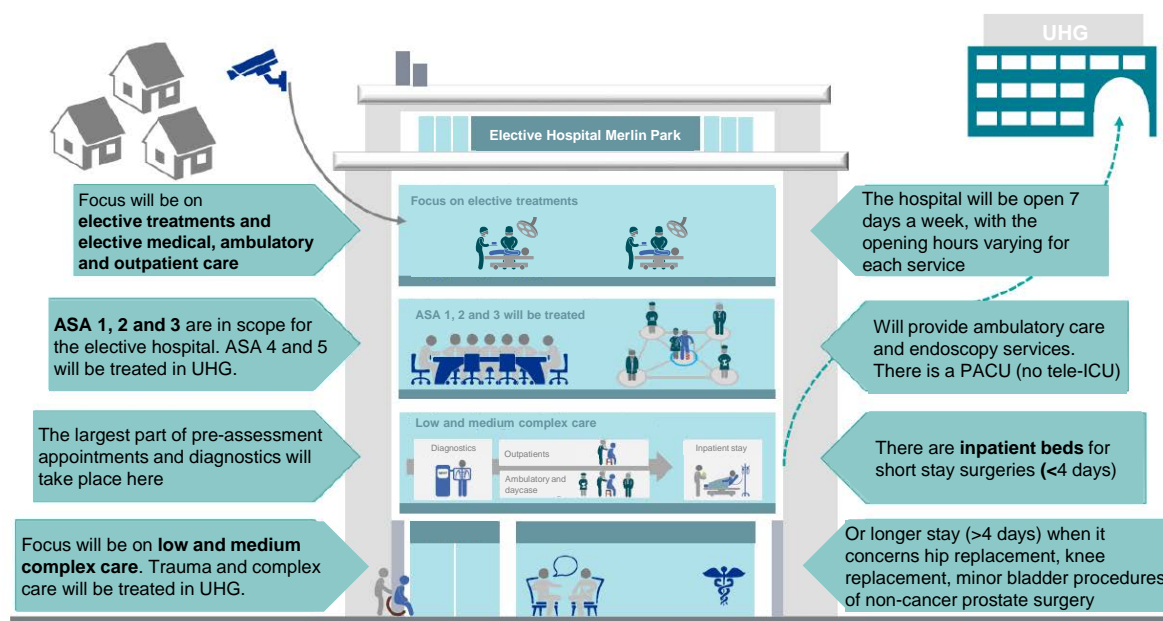 UHG
Elective Hospital Merlin Park
Focus will be on
elective treatments and
elective medical, ambulatory
and outpatient care
Focus on elective treatments
The hospital will be open 7
days a week, with the
opening hours varying for
each service
ASA 1, 2 and 3 are in scope for
the elective hospital. ASA 4 and 5
will be treated in UHG.
ASA 1, 2 and 3 will be treated
Will provide ambulatory care
and endoscopy services.
There is a PACU (no tele-ICU)
The largest part of pre-assessment
appointments and diagnostics will
take place here
Low and medium complex care
Diagnostics
Outpatients
Ambulatory and
daycase
Inpatient stay
There are inpatient beds for
short stay surgeries (<4 days)
Focus will be on low and medium
complex care. Trauma and complex
care will be treated in UHG.
Or longer stay (>4 days) when it
concerns hip replacement, knee
replacement, minor bladder procedures
of non-cancer prostate surgery